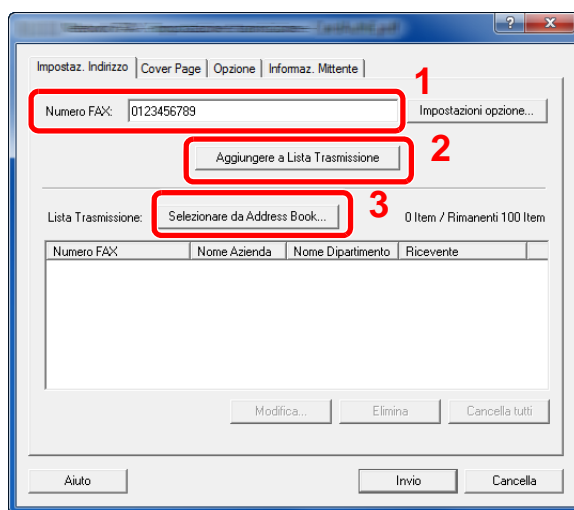 Impostaz. Indirizzo Cover Page Opzione Informaz. Mittente
1
Numero FAX: 0123456789 Impostazioni opzione...
Aggiungere a Lista Trasmissione 2
Lista Trasmissione: Selezionare da Address Book... 3 0 Item / Rimanenti 100 Item
Numero FAX Nome Azienda Nome Dipartimento Ricevente
Modifica... Elimina Cancella tutti
Aiuto Invio Cancella